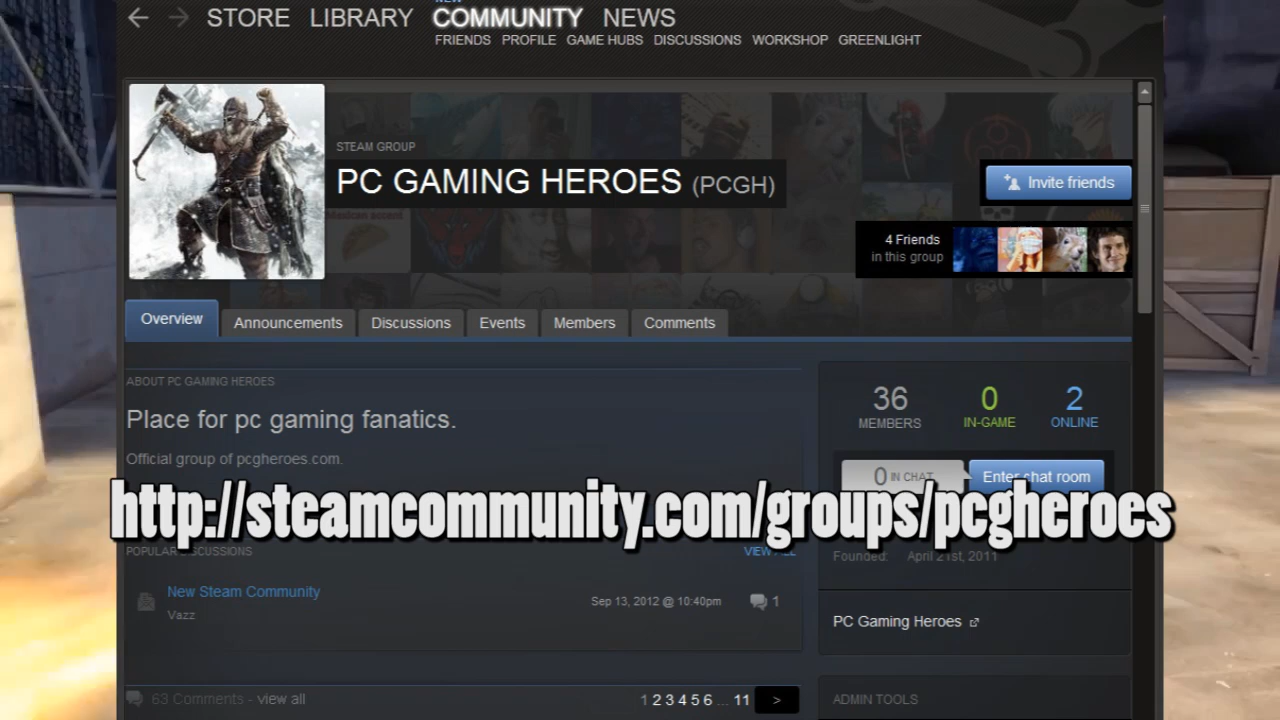 NEW
STORE LIBRARY COMMUNITY NEWS
FRIENDS PROFILE GAME HUBS DISCUSSIONS WORKSHOP GREENLIGHT
STEAM GROUP
PC GAMING HEROES (PCGH)
Invite friends
Mexican accent
4 Friends
in this group
Overview Announcements Discussions Events Members Comments
ABOUT PC GAMING HEROES
Place for pc gaming fanatics.
Official group of pcgheroes.com.
36 0 2
MEMBERS IN-GAME ONLINE
0 IN CHAT Enter chat room
http://steamcommunity.com/groups/pcgheroes
POPULAR DISCUSSIONS VIEW ALL
Founded: April 21st, 2011
New Steam Community
Vazz
Sep 13, 2012 @ 10:40pm 1
PC Gaming Heroes
63 Comments - view all
1 2 3 4 5 6 ... 11 >
ADMIN TOOLS